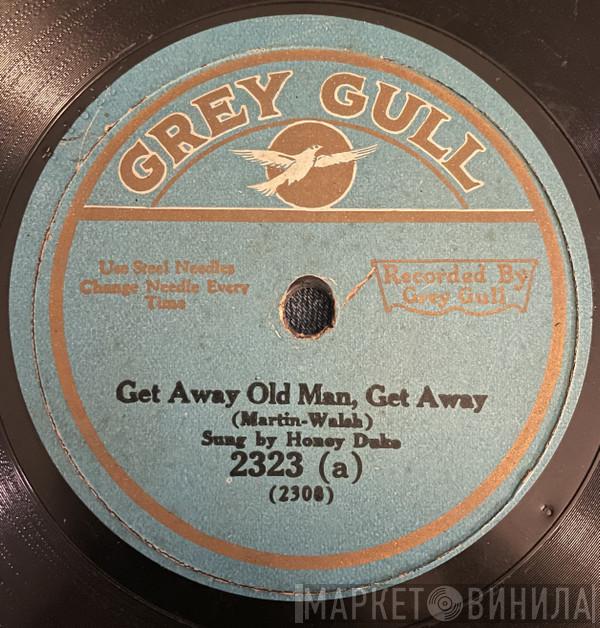 GREY GULL
Use Steel Needles
Change Needle Every
Time
Recorded By
Grey Gull
Get Away Old Man, Get Away
(Martin-Walsh)
Sung by Honey Duke
2323 (a)
(2308)
МАРКЕТ ВИНИЛА